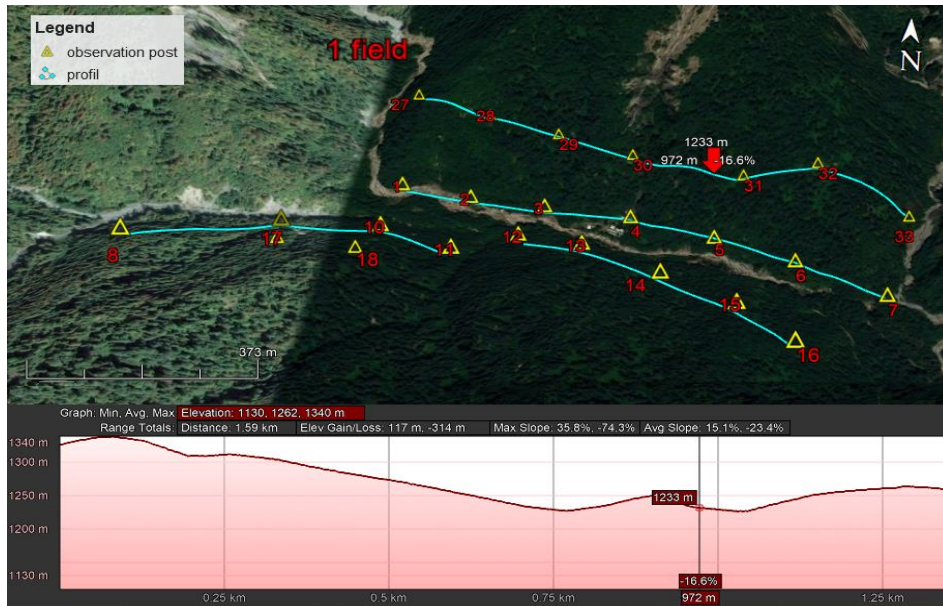 Legend
observation post
profil
1 field
N
27
28
29
30
1233 m
972 m -16.6%
31
32
33
1
2
3
4
5
6
7
8
17
10
18
11
12
13
14
15
16
373 m
Graph: Min, Avg, Max Elevation: 1130, 1262, 1340 m
Range Totals: Distance: 1.59 km Elev Gain/Loss: 117 m, -314 m Max Slope: 35.8%, -74.3% Avg Slope: 15.1%, -23.4%
1340 m
1300 m
1250 m
1233 m
1200 m
1130 m
-16.6%
0.25 km 0.5 km 0.75 km 972 m 1.25 km